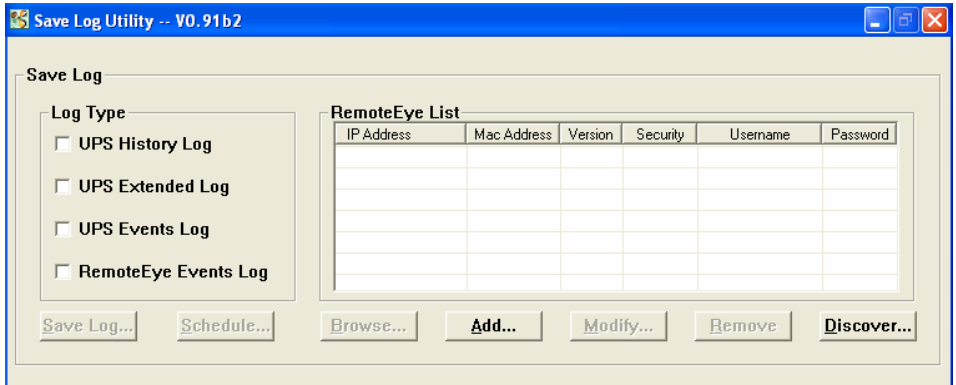 Save Log Utility -- V0.91b2
Save Log
Log Type
UPS History Log
UPS Extended Log
UPS Events Log
RemoteEye Events Log
RemoteEye List
IP Address Mac Address Version Security Username Password
Save Log... Schedule... Browse... Add... Modify... Remove Discover...